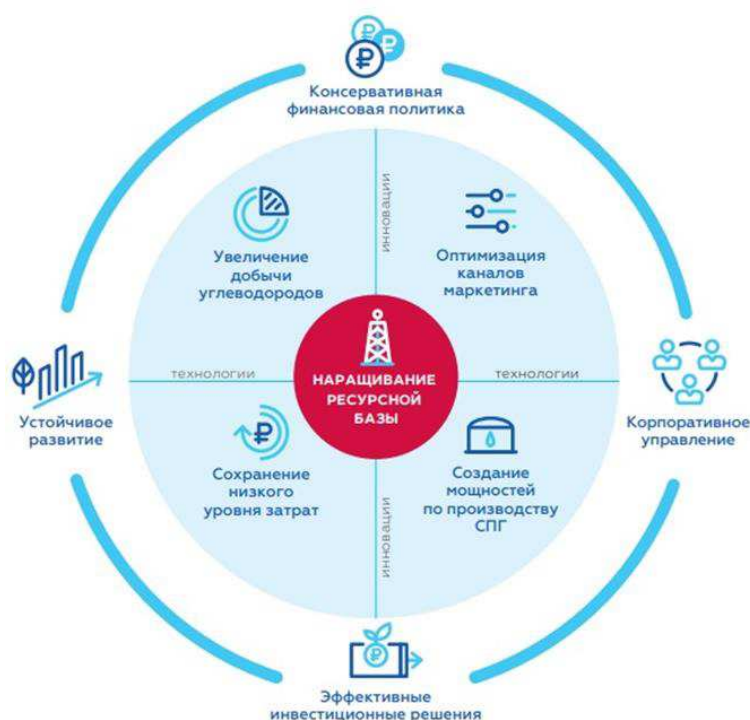 Консервативная
финансовая политика
инновации
Увеличение
добычи
углеводородов
Оптимизация
каналов
маркетинга
технологии
НАРАЩИВАНИЕ
РЕСУРСНОЙ
БАЗЫ
технологии
Устойчивое
развитие
Корпоративное
управление
Сохранение
низкого
уровня затрат
Создание
мощностей
по производству
СПГ
инновации
Эффективные
инвестиционные решения